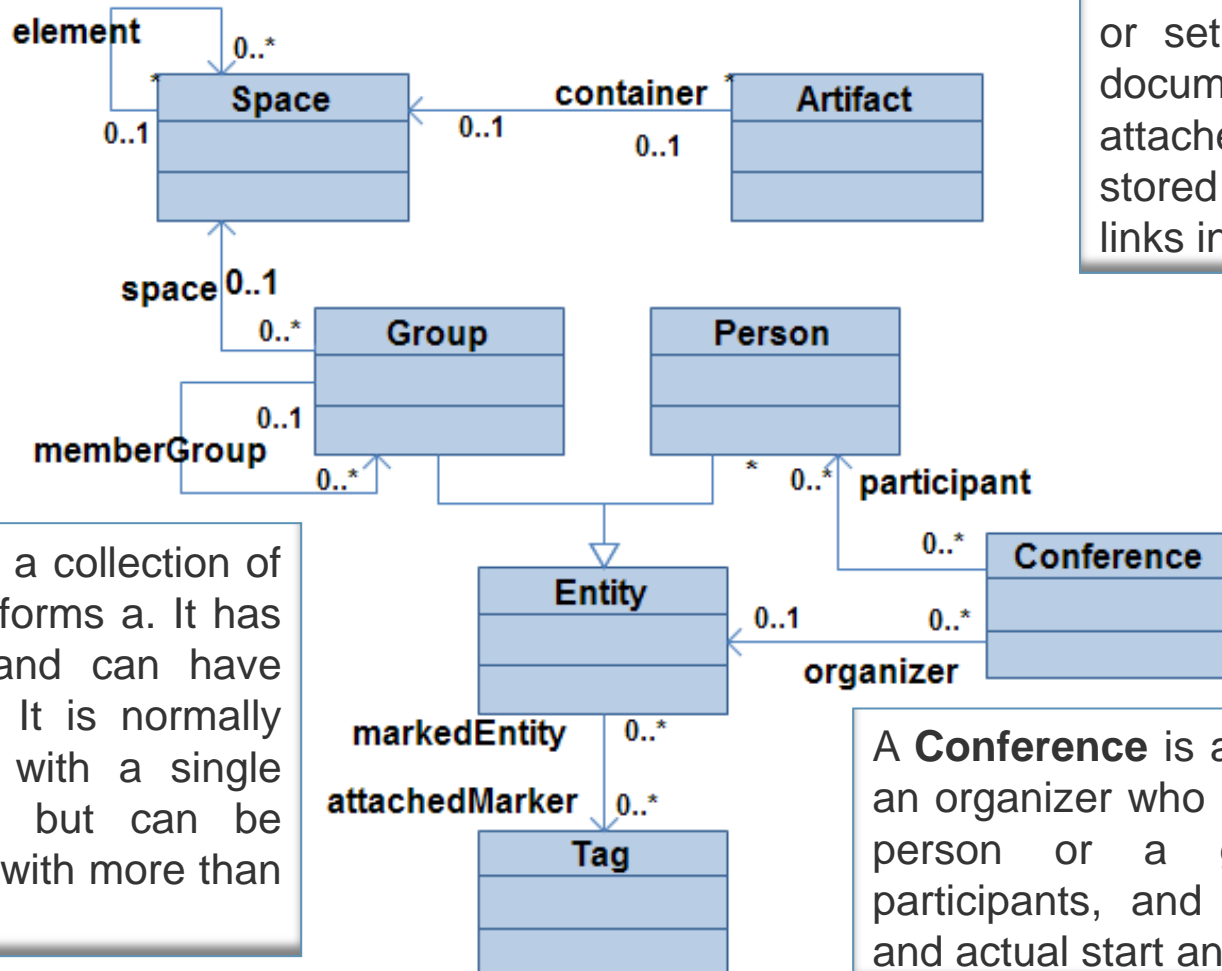 element
0..*
*
Space
0..1
container
*
Artifact
0..1
0..1
or set
stored
links in
space
0..1
0..*
Group
Person
0..1
memberGroup
0..*
*
0..*
participant
a collection of
forms a. It has
and can have
It is normally
with a single
but can be
with more than
0..*
Conference
Entity
0..1
0..*
organizer
markedEntity
0..*
attachedMarker
0..*
Tag
A Conference is
an organizer who
person or a
participants, and
and actual start